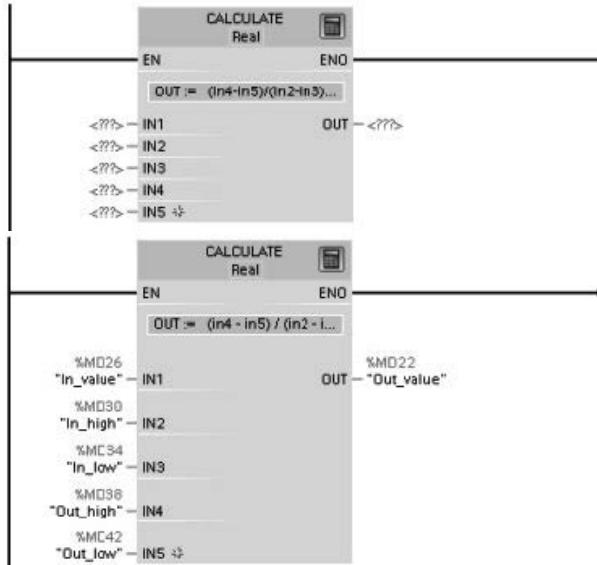 CALCULATE
Real
EN ENO
OUT := (in4-in5)/(in2-in3)...
<???> IN1 OUT <???>
<???> IN2
<???> IN3
<???> IN4
<???> IN5
CALCULATE
Real
EN ENO
OUT := (in4 - in5) / (in2 - i...
%MD26 %MD22
"In_value" IN1 OUT "Out_value"
%MD30
"In_high" IN2
%MD34
"In_low" IN3
%MD38
"Out_high" IN4
%MD42
"Out_low" IN5